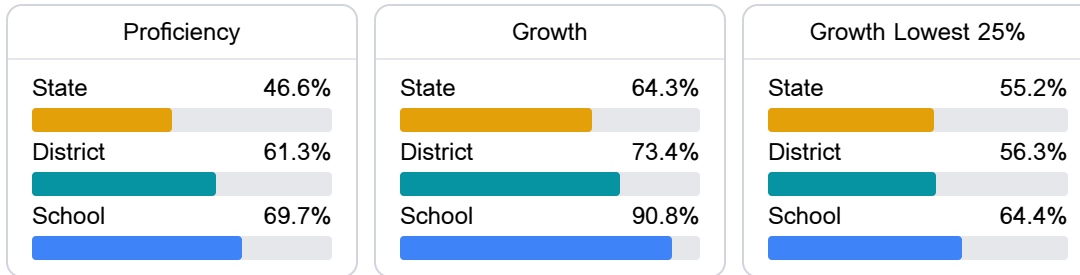 Proficiency
State 46.6%
District 61.3%
School 69.7%
Growth
State 64.3%
District 73.4%
School 90.8%
Growth Lowest 25%
State 55.2%
District 56.3%
School 64.4%